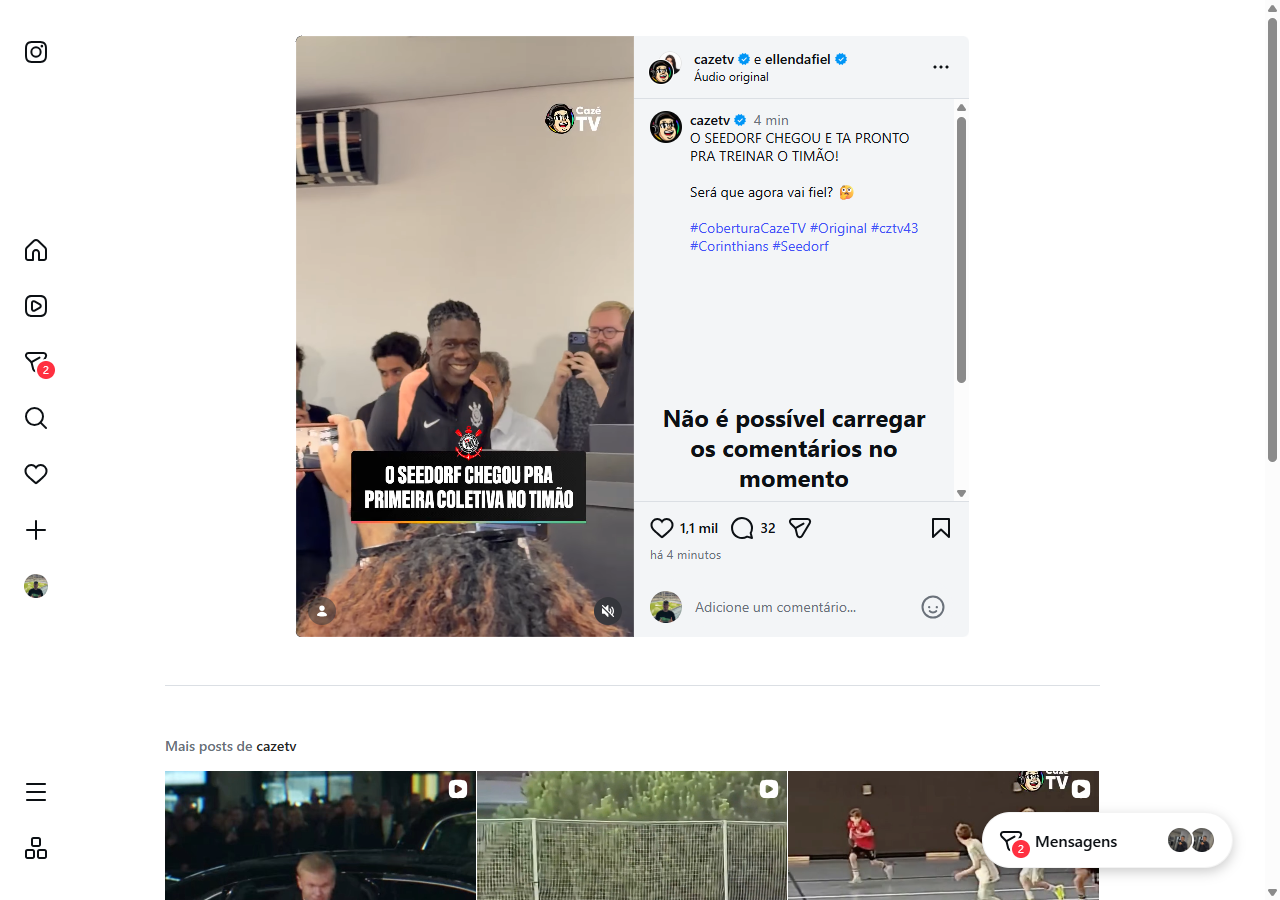 Cazé
TV
O SEEDORF CHEGOU PRA
PRIMEIRA COLETIVA NO TIMÃO
cazetv e ellendafiel
Áudio original
cazetv 4 min
O SEEDORF CHEGOU E TA PRONTO
PRA TREINAR O TIMÃO!
Será que agora vai fiel? 🤔
#CoberturaCazeTV #Original #cztv43
#Corinthians #Seedorf
Não é possível carregar
os comentários no
momento
1,1 mil 32
há 4 minutos
Adicione um comentário...
2
Mais posts de cazetv
TV
2 Mensagens